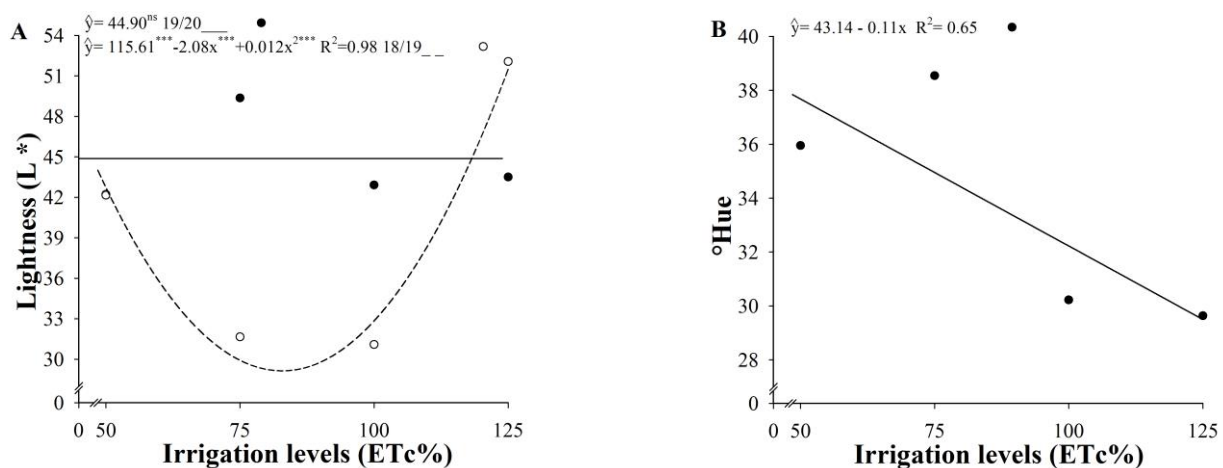 A
ŷ= 44.90ns 19/20___
ŷ= 115.61***-2.08x***+0.012x2*** R2=0.98 18/19_ _
54
51
48
45
42
39
36
33
30
0
Lightness (L *)
0 50 75 100 125
Irrigation levels (ETc%)
B
ŷ= 43.14 - 0.11x R2= 0.65
40
38
36
34
32
30
28
0
°Hue
0 50 75 100 125
Irrigation levels (ETc%)